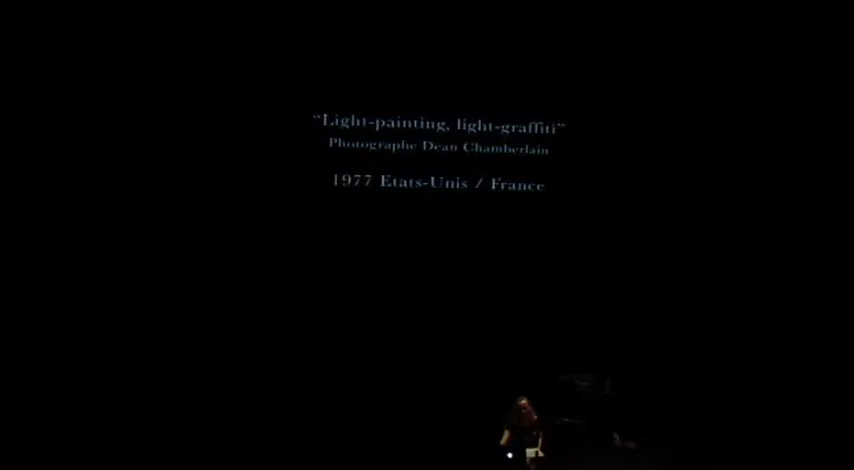 “Light-painting, light-graffiti”
Photographe Dean Chamberlain
1977 Etats-Unis / France